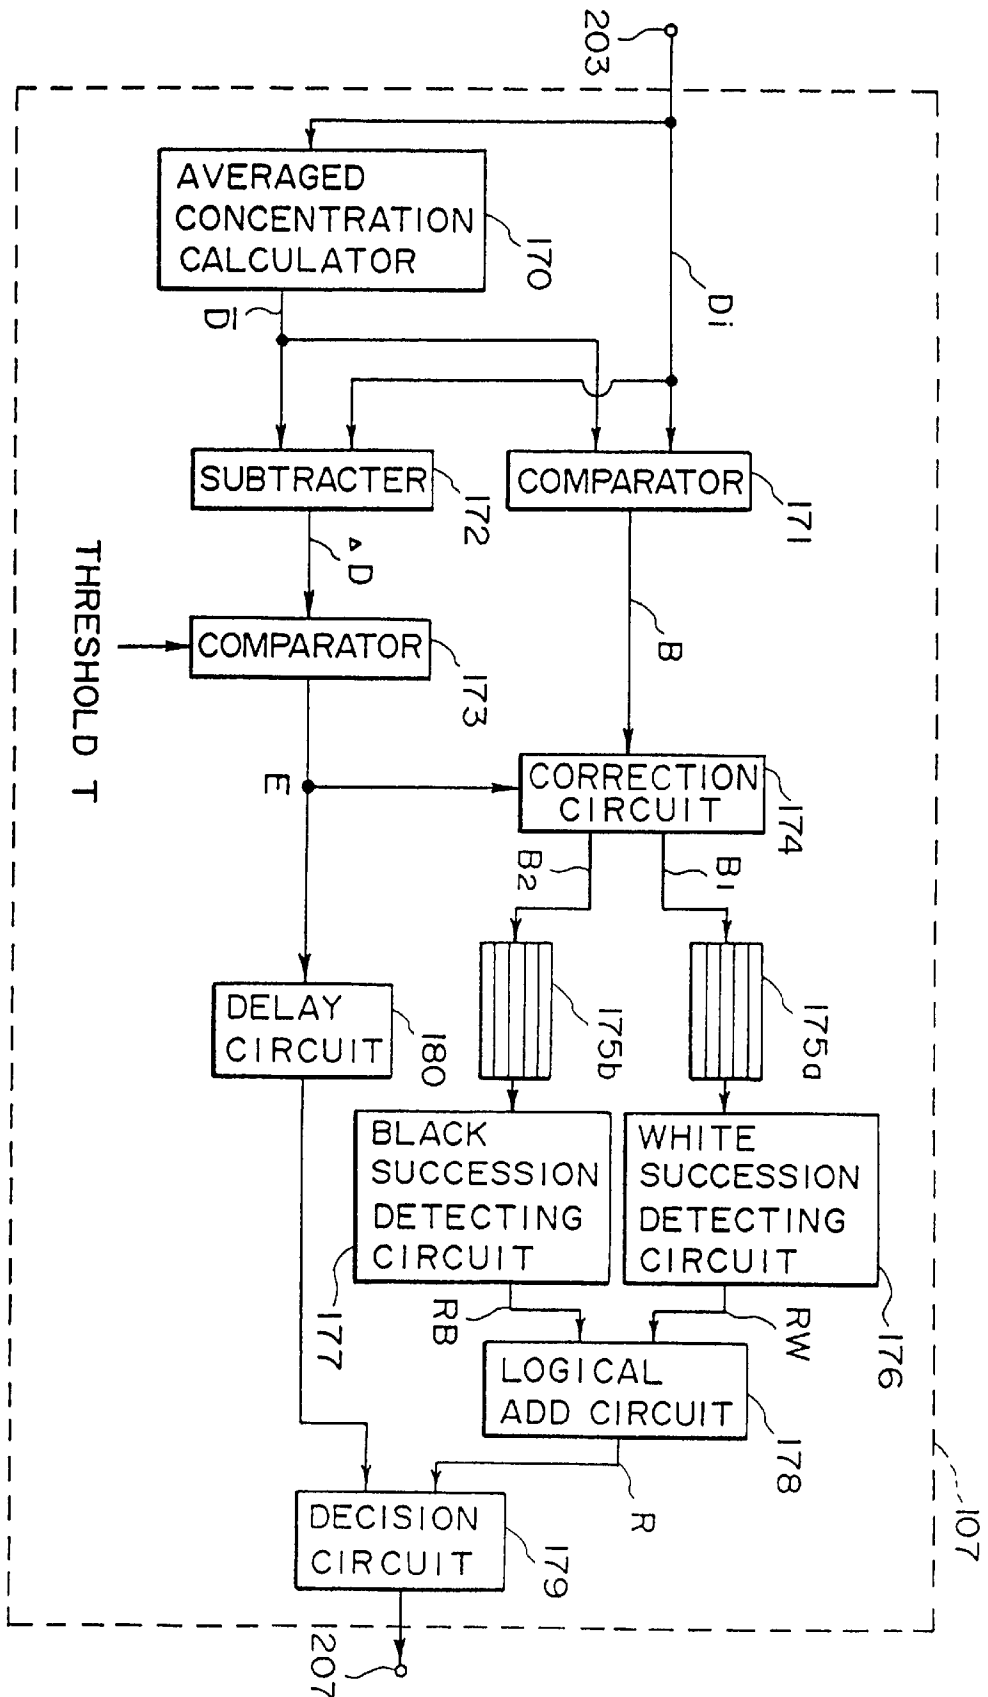 203
AVERAGED
CONCENTRATION
CALCULATOR
170
Di
D̅
SUBTRACTER
172
COMPARATOR
171
ΔD
B
THRESHOLD T
COMPARATOR
173
E
CORRECTION
CIRCUIT
174
B2
B1
175b
175a
DELAY
CIRCUIT
180
BLACK
SUCCESSION
DETECTING
CIRCUIT
177
WHITE
SUCCESSION
DETECTING
CIRCUIT
176
RB
RW
LOGICAL
ADD CIRCUIT
178
R
DECISION
CIRCUIT
179
107
1207